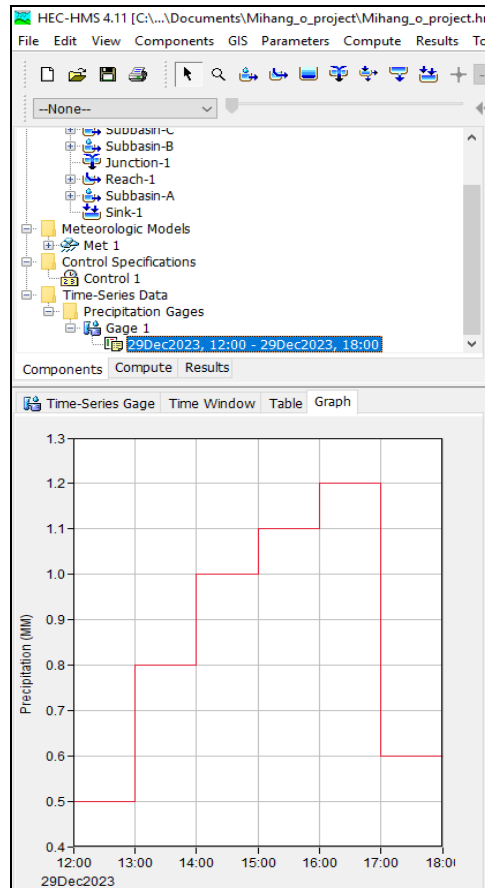 HEC-HMS 4.11 [C:\...\Documents\Mihang_o_project\Mihang_o_project.h
File Edit View Components GIS Parameters Compute Results To
--None--
Subbasin-C
Subbasin-B
Junction-1
Reach-1
Subbasin-A
Sink-1
Meteorologic Models
Met 1
Control Specifications
Control 1
Time-Series Data
Precipitation Gages
Gage 1
29Dec2023, 12:00 - 29Dec2023, 18:00
Components Compute Results
Time-Series Gage Time Window Table Graph
1.3
1.2
1.1
1.0
0.9
0.8
0.7
0.6
0.5
0.4
Precipitation (MM)
12:00 13:00 14:00 15:00 16:00 17:00 18:0
29Dec2023